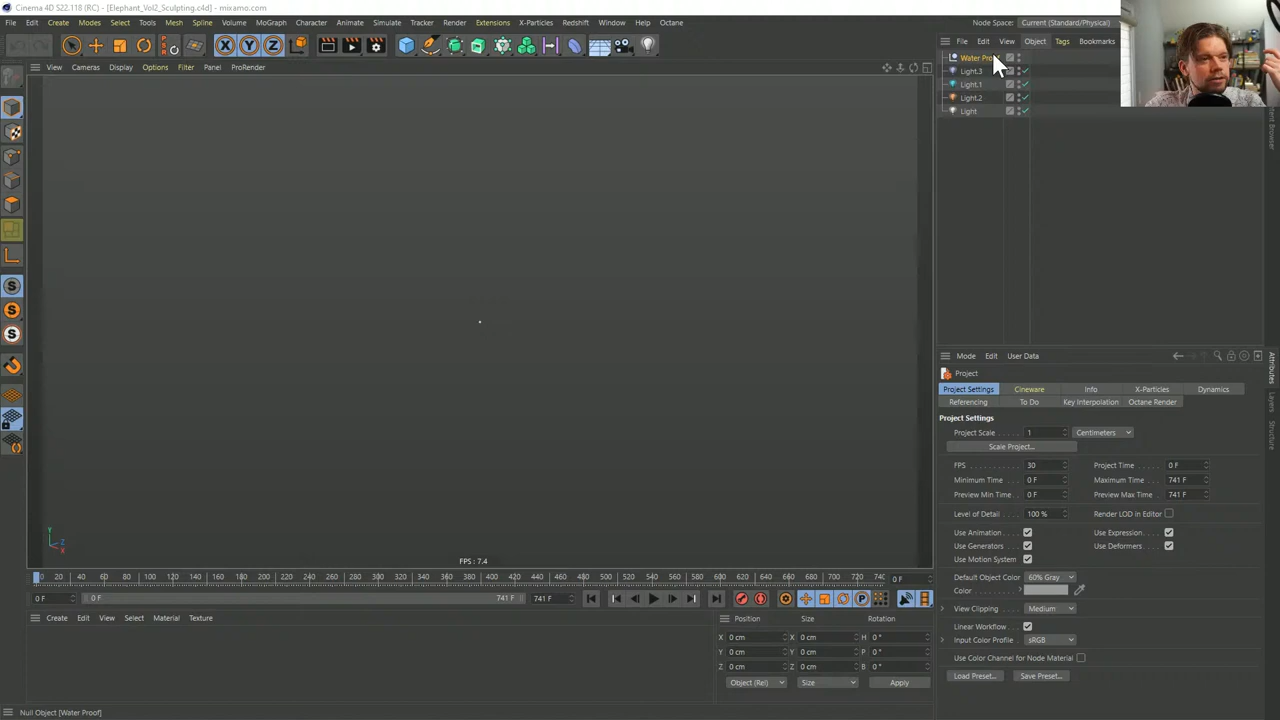 Cinema 4D S22.118 (RC) - [Elephant_Vol2_Sculpting.c4d] - mixamo.com
File Edit Create Modes Select Tools Mesh Spline Volume MoGraph Character Animate Simulate Tracker Render Extensions X-Particles Redshift Window Help Octane
Node Space: Current (Standard/Physical)
File Edit View Object Tags Bookmarks
View Cameras Display Options Filter Panel ProRender
Light.3
Light.1
Light.2
Light
Mode Edit User Data
Project
Project Settings Cineware Info X-Particles Dynamics
Referencing To Do Key Interpolation Octane Render
Project Settings
Project Scale 1 Centimeters
Scale Project...
FPS 30 Project Time 0 F
Minimum Time 0 F Maximum Time 741 F
Preview Min Time 0 F Preview Max Time 741 F
Level of Detail 100 % Render LOD in Editor
Use Animation Use Expression
Use Generators Use Deformers
Use Motion System
Default Object Color 60% Gray
Color
View Clipping Medium
Linear Workflow
Input Color Profile sRGB
Use Color Channel for Node Material
Load Preset... Save Preset...
Attributes
Layers
Structure
Y
Z
X
FPS : 7.4
0 20 40 60 80 100 120 140 160 180 200 220 240 260 280 300 320 340 360 380 400 420 440 460 480 500 520 540 560 580 600 620 640 660 680 700 720 740 0 F
0 F 0 F 741 F 741 F
Create Edit View Select Material Texture
Position Size Rotation
X 0 cm X 0 cm H 0 °
Y 0 cm Y 0 cm P 0 °
Z 0 cm Z 0 cm B 0 °
Object (Rel) Size Apply
Null Object [Water Proof]